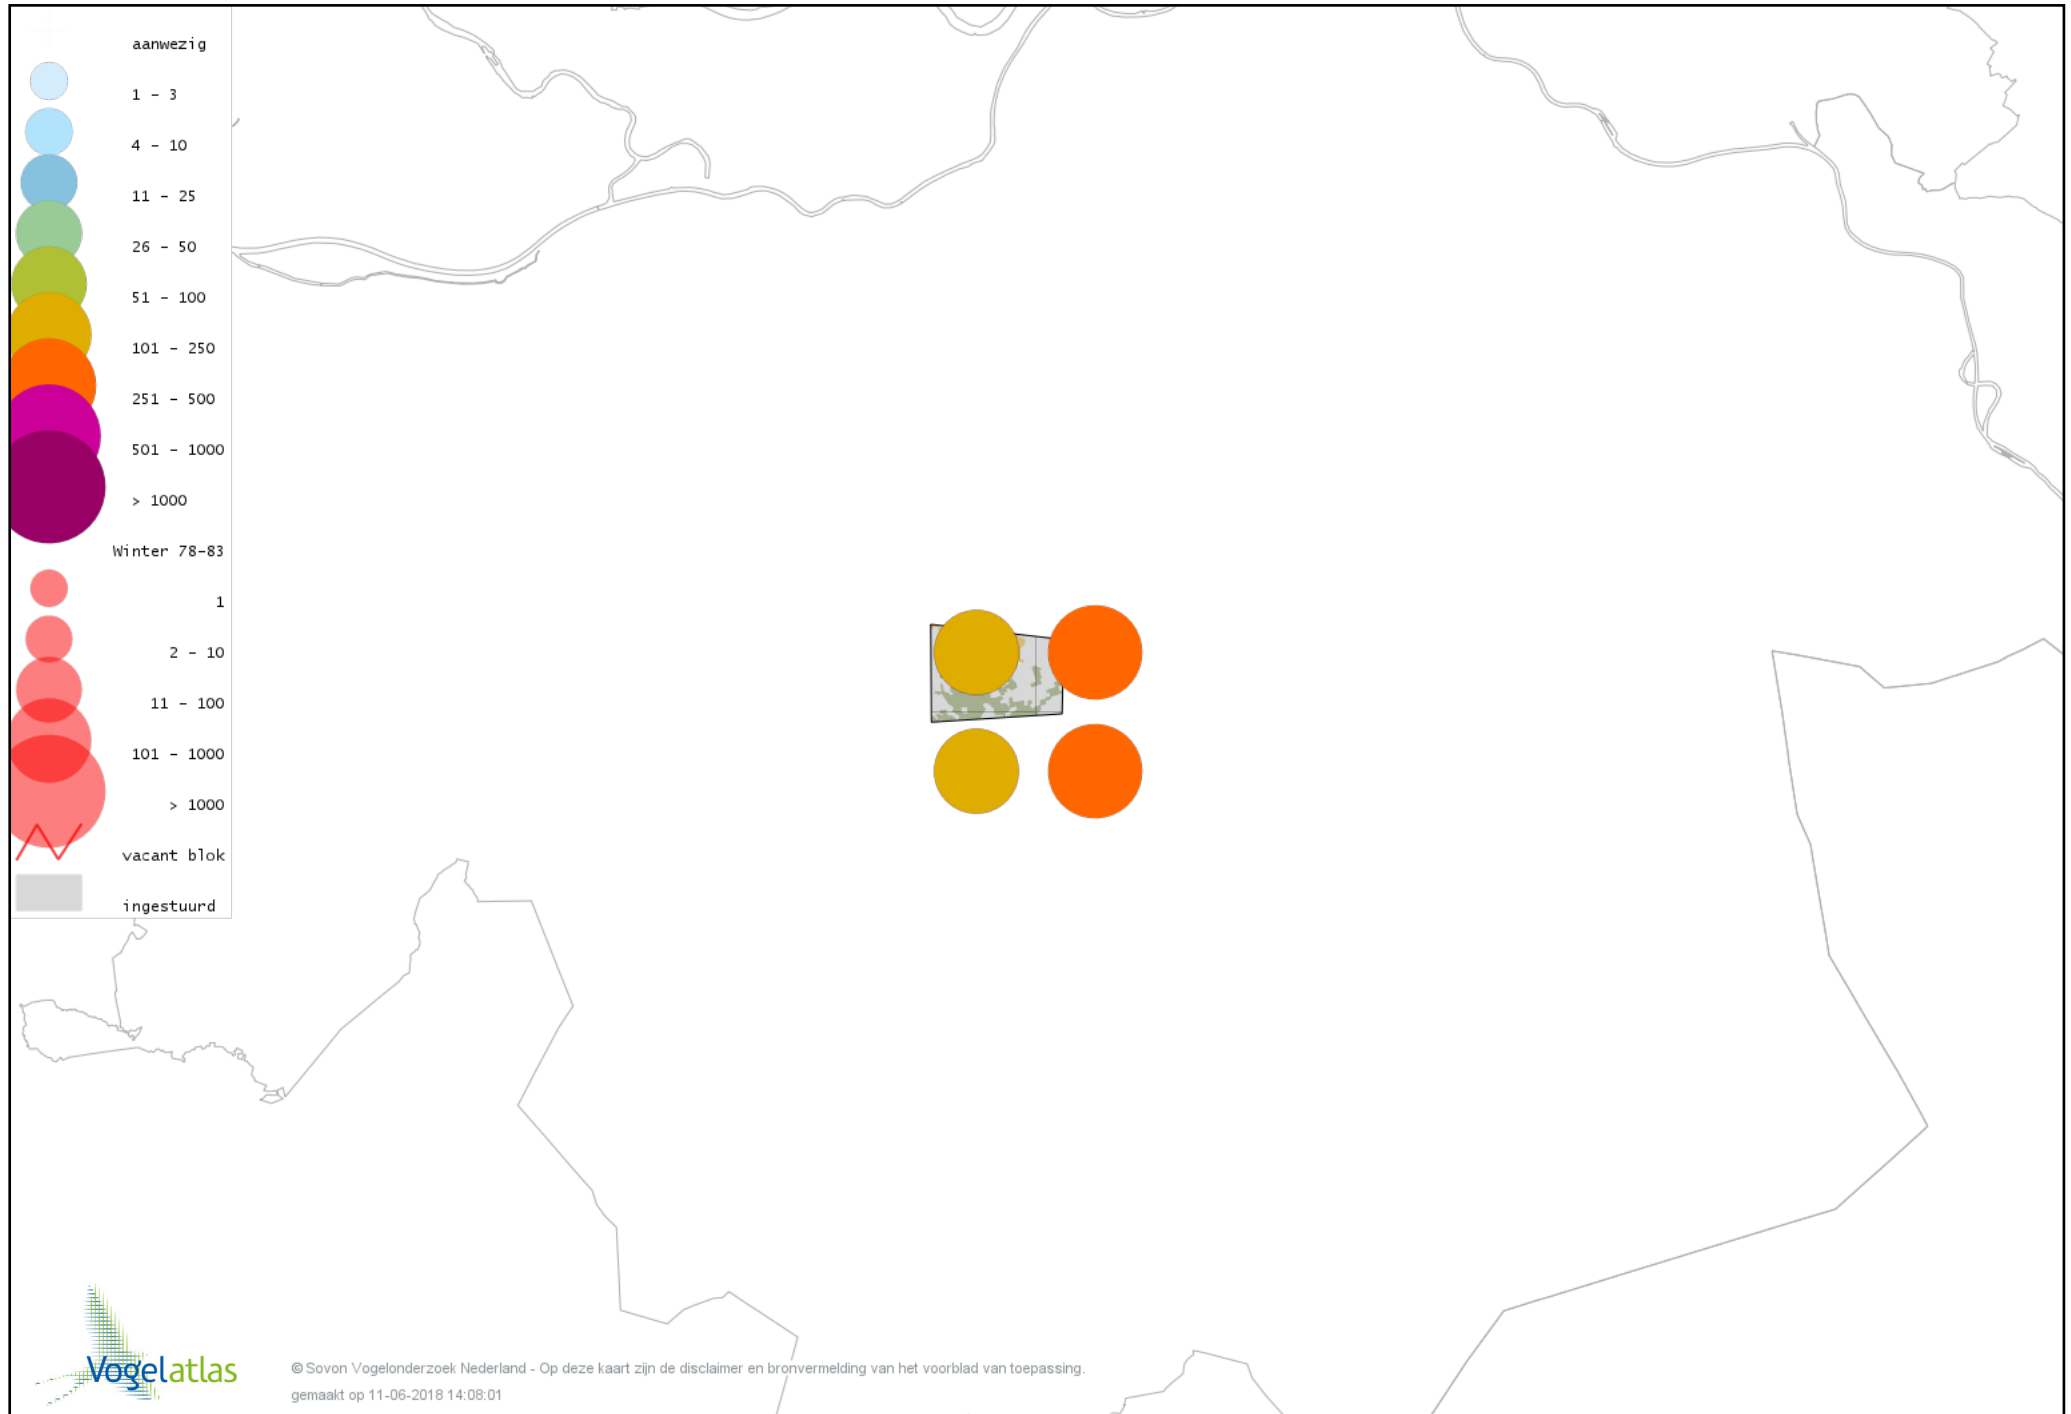 aanwezig
1 - 3
4 - 10
11 - 25
26 - 50
51 - 100
101 - 250
251 - 500
501 - 1000
> 1000
Winter 78-83
1
2 - 10
11 - 100
101 - 1000
> 1000
vacant blok
ingestuurd
Vogelatlas
© Sovon Vogelonderzoek Nederland - Op deze kaart zijn de disclaimer en bronvermelding van het voorblad van toepassing.
gemaakt op 11-06-2018 14:08:01